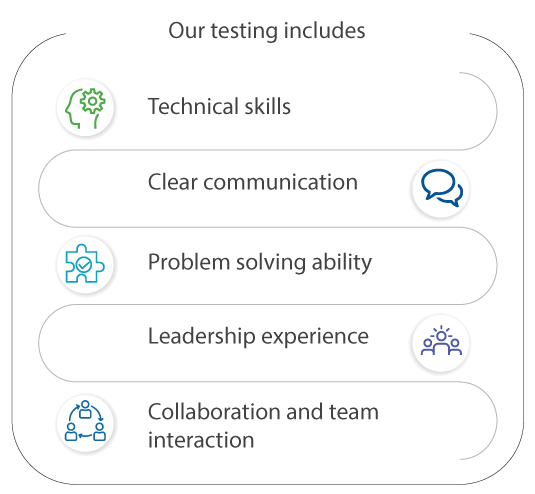 Our testing includes
Technical skills
Clear communication
Problem solving ability
Leadership experience
Collaboration and team
interaction